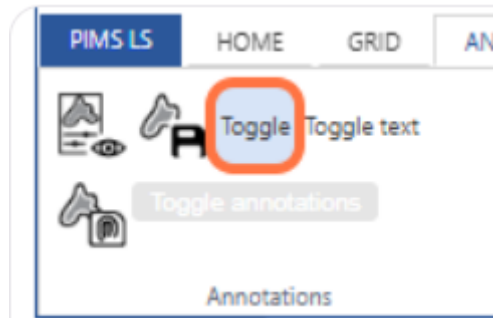 PIMS LS HOME GRID AN
Toggle Toggle text
Toggle annotations
Annotations